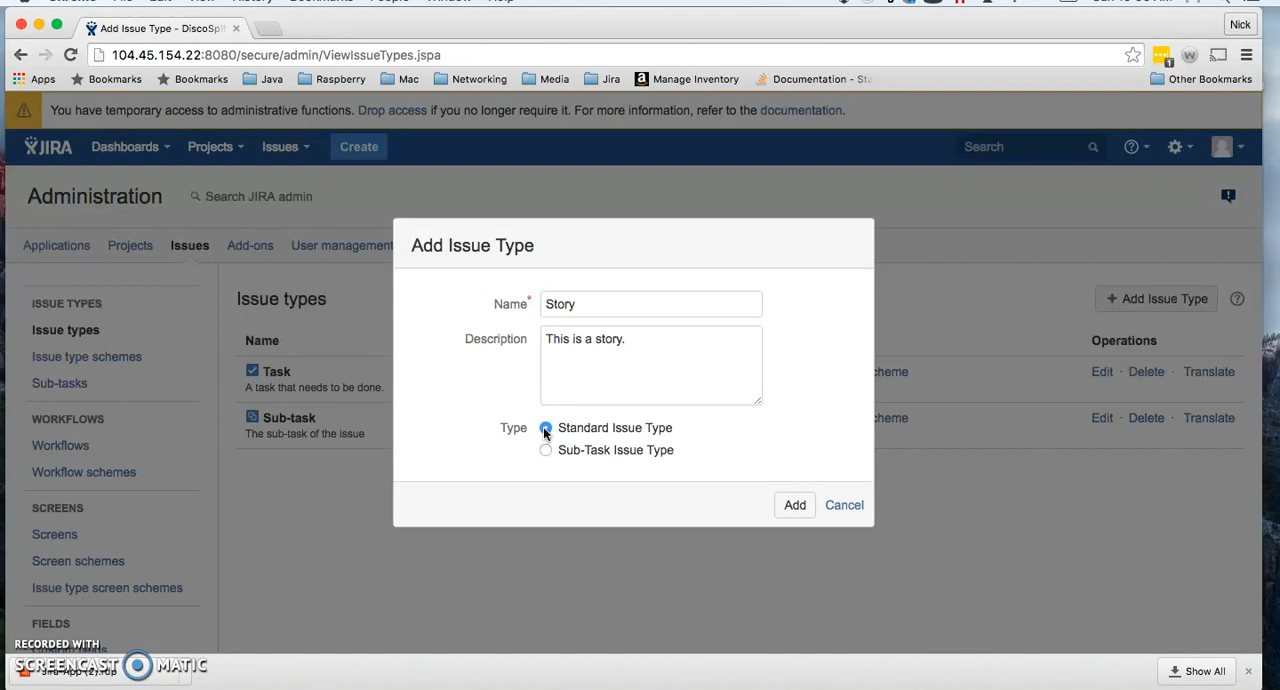 Add Issue Type - DiscoSpi
Nick
104.45.154.22:8080/secure/admin/ViewIssueTypes.jspa
1
Apps Bookmarks Bookmarks Java Raspberry Mac Networking Media Jira Manage Inventory Documentation - Sta Other Bookmarks
You have temporary access to administrative functions. Drop access if you no longer require it. For more information, refer to the documentation.
JIRA Dashboards Projects Issues Create Search
Administration Search JIRA admin
Applications Projects Issues Add-ons User management
Add Issue Type
ISSUE TYPES
Issue types
Issue type schemes
Sub-tasks
WORKFLOWS
Workflows
Workflow schemes
SCREENS
Screens
Screen schemes
Issue type screen schemes
FIELDS
Issue types
+ Add Issue Type
Name Operations
Task
A task that needs to be done.
heme Edit · Delete · Translate
Sub-task
The sub-task of the issue
heme Edit · Delete · Translate
Name* Story
Description This is a story.
Type Standard Issue Type
Sub-Task Issue Type
Add Cancel
RECORDED WITH
SCREENCAST MATIC
Show All